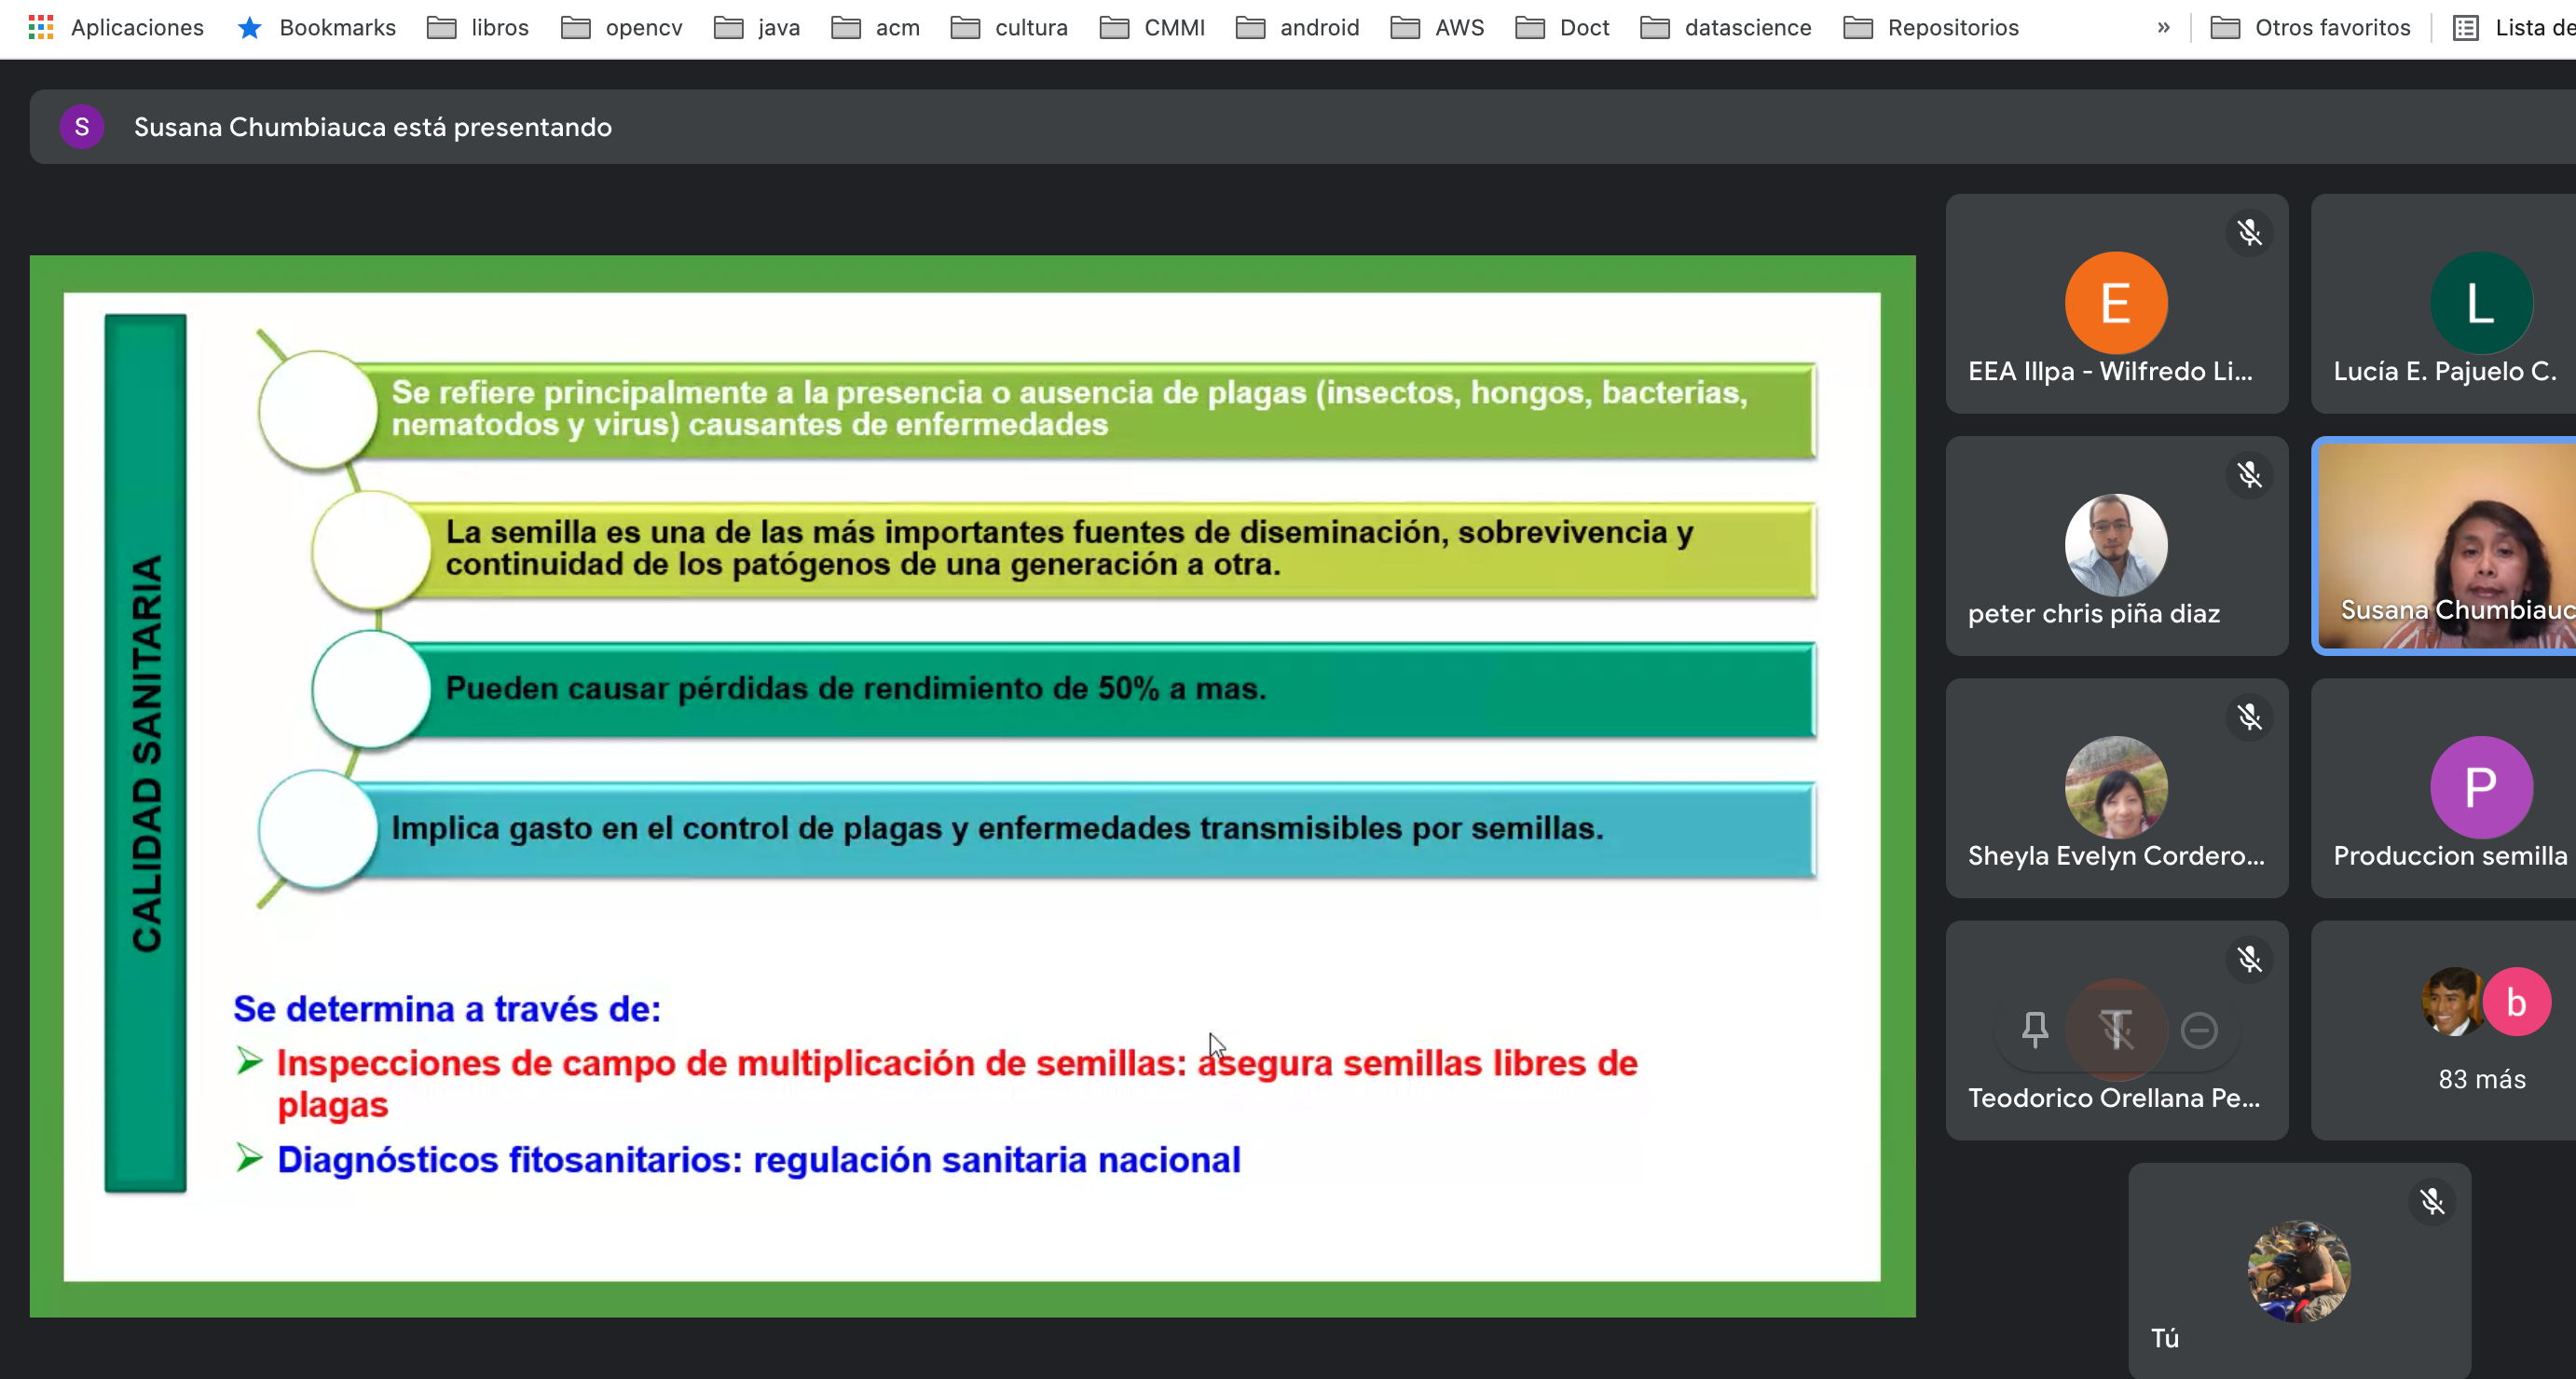 Aplicaciones
Bookmarks
libros
opencv
java
acm
cultura
CMMI
android
AWS
Doct
datascience
Repositorios
»
Otros favoritos
Lista de
S
Susana Chumbiauca está presentando
CALIDAD SANITARIA
Se refiere principalmente a la presencia o ausencia de plagas (insectos, hongos, bacterias,
nematodos y virus) causantes de enfermedades
La semilla es una de las más importantes fuentes de diseminación, sobrevivencia y
continuidad de los patógenos de una generación a otra.
Pueden causar pérdidas de rendimiento de 50% a mas.
Implica gasto en el control de plagas y enfermedades transmisibles por semillas.
Se determina a través de:
Inspecciones de campo de multiplicación de semillas: asegura semillas libres de
plagas
Diagnósticos fitosanitarios: regulación sanitaria nacional
E
EEA Illpa - Wilfredo Li...
L
Lucía E. Pajuelo C.
peter chris piña diaz
Susana Chumbiauc
Sheyla Evelyn Cordero...
P
Produccion semilla
T
Teodorico Orellana Pe...
b
83 más
Tú